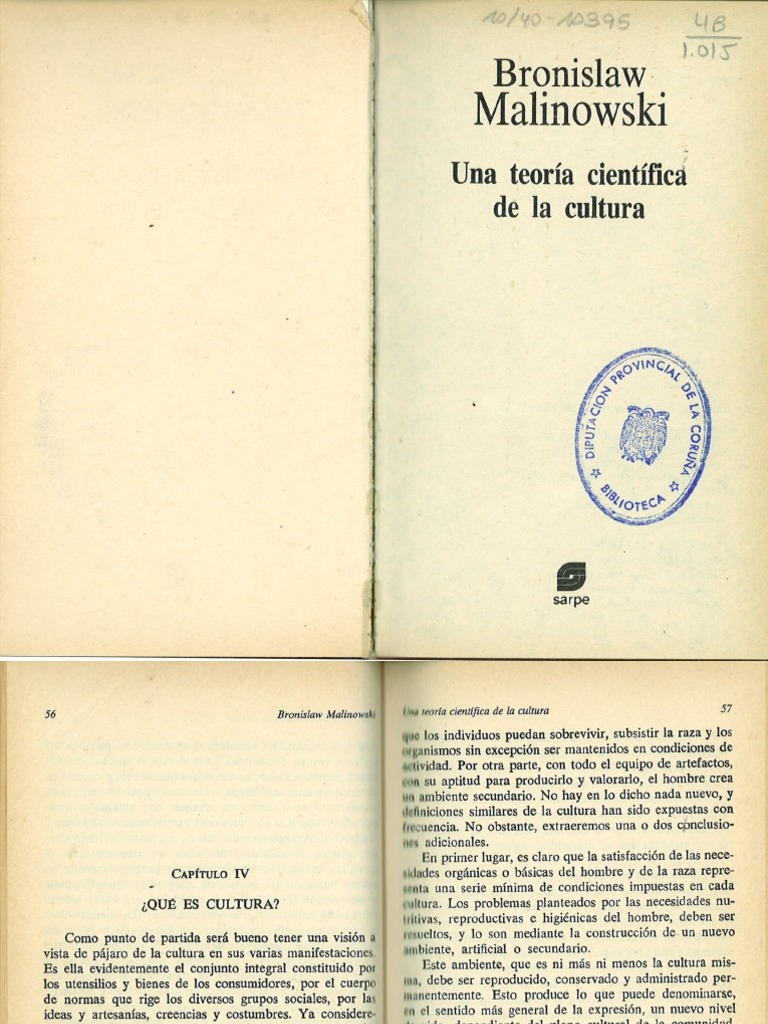 10/40-10395
4B
1.015
Bronislaw
Malinowski
Una teoría científica
de la cultura
DIPUTACION PROVINCIAL DE LA CORUÑA
BIBLIOTECA
sarpe
56
Bronislaw Malinowski
CAPÍTULO IV
¿QUÉ ES CULTURA?
Como punto de partida será bueno tener una visión a
vista de pájaro de la cultura en sus varias manifestaciones.
Es ella evidentemente el conjunto integral constituido por
los utensilios y bienes de los consumidores, por el cuerpo
de normas que rige los diversos grupos sociales, por las
ideas y artesanías, creencias y costumbres. Ya considere-
Una teoría científica de la cultura
57
que los individuos puedan sobrevivir, subsistir la raza y los
organismos sin excepción ser mantenidos en condiciones de
actividad. Por otra parte, con todo el equipo de artefactos,
con su aptitud para producirlo y valorarlo, el hombre crea
un ambiente secundario. No hay en lo dicho nada nuevo, y
definiciones similares de la cultura han sido expuestas con
frecuencia. No obstante, extraeremos una o dos conclusio-
nes adicionales.
En primer lugar, es claro que la satisfacción de las nece-
sidades orgánicas o básicas del hombre y de la raza repre-
senta una serie mínima de condiciones impuestas en cada
cultura. Los problemas planteados por las necesidades nu-
tritivas, reproductivas e higiénicas del hombre, deben ser
resueltos, y lo son mediante la construcción de un nuevo
ambiente, artificial o secundario.
Este ambiente, que es ni más ni menos la cultura mis-
ma, debe ser reproducido, conservado y administrado per-
manentemente. Esto produce lo que puede denominarse,
en el sentido más general de la expresión, un nuevo nivel
de vida, dependiente del plano cultural de la comunidad,